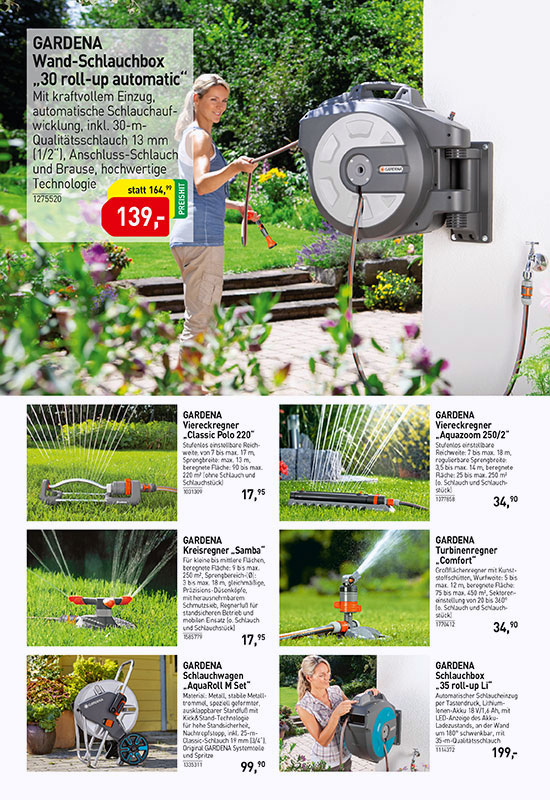 GARDENA
Wand-Schlauchbox
„30 roll-up automatic“
Mit kraftvollem Einzug,
automatische Schlauchauf-
wicklung, inkl. 30-m-
Qualitätsschlauch 13 mm
(1/2"), Anschluss-Schlauch
und Brause, hochwertige
Technologie
1275520
statt 164,99
139,-
PREISHIT
GARDENA
GARDENA
Viereckregner
„Classic Polo 220“
Stufenlos einstellbare Reich-
weite, von 7 bis max. 17 m,
Sprengbreite: max. 13 m,
beregnete Fläche: 90 bis max.
220 m² (ohne Schlauch und
Schlauchstück)
1031309
17,95
GARDENA
Viereckregner
„Aquazoom 250/2“
Stufenlos einstellbare
Reichweite: 7 bis max. 18 m,
regulierbare Sprengbreite:
3,5 bis max. 14 m, beregnete
Fläche: 25 bis max. 250 m²
(o. Schlauch und Schlauch-
stück)
1377858
34,90
GARDENA
Kreisregner „Samba“
Für kleine bis mittlere Flächen,
beregnete Fläche: 9 bis max.
250 m², Sprengbereich (Ø):
3 bis max. 18 m, gleichmäßige,
Präzisions-Düsenköpfe,
mit herausnehmbarem
Schmutzsieb, Regnerfuß für
standsicheren Betrieb und
mobilen Einsatz (o. Schlauch
und Schlauchstück)
1585779
17,95
GARDENA
Turbinenregner
„Comfort“
Großflächenregner mit Kunst-
stoffschlitten, Wurfweite: 5 bis
max. 12 m, beregnete Fläche:
75 bis max. 450 m², Sektoren-
einstellung von 20 bis 360°
(o. Schlauch und Schlauch-
stück)
1770412
34,90
GARDENA
Schlauchwagen
„AquaRoll M Set“
Material: Metall, stabile Metall-
trommel, speziell geformter,
ausklappbarer Standfuß mit
Kick&Stand-Technologie
für hohe Standsicherheit,
Nachtropfstopp, inkl. 25-m-
Classic-Schlauch 19 mm (3/4"),
Original GARDENA Systemteile
und Spritze
1335311
99,90
GARDENA
Schlauchbox
„35 roll-up Li“
Automatischer Schlaucheinzug
per Tastendruck, Lithium-
Ionen-Akku 18 V/1,6 Ah, mit
LED-Anzeige des Akku-
Ladezustands, an der Wand
um 180° schwenkbar, mit
35-m-Qualitätsschlauch
1114372
199,-